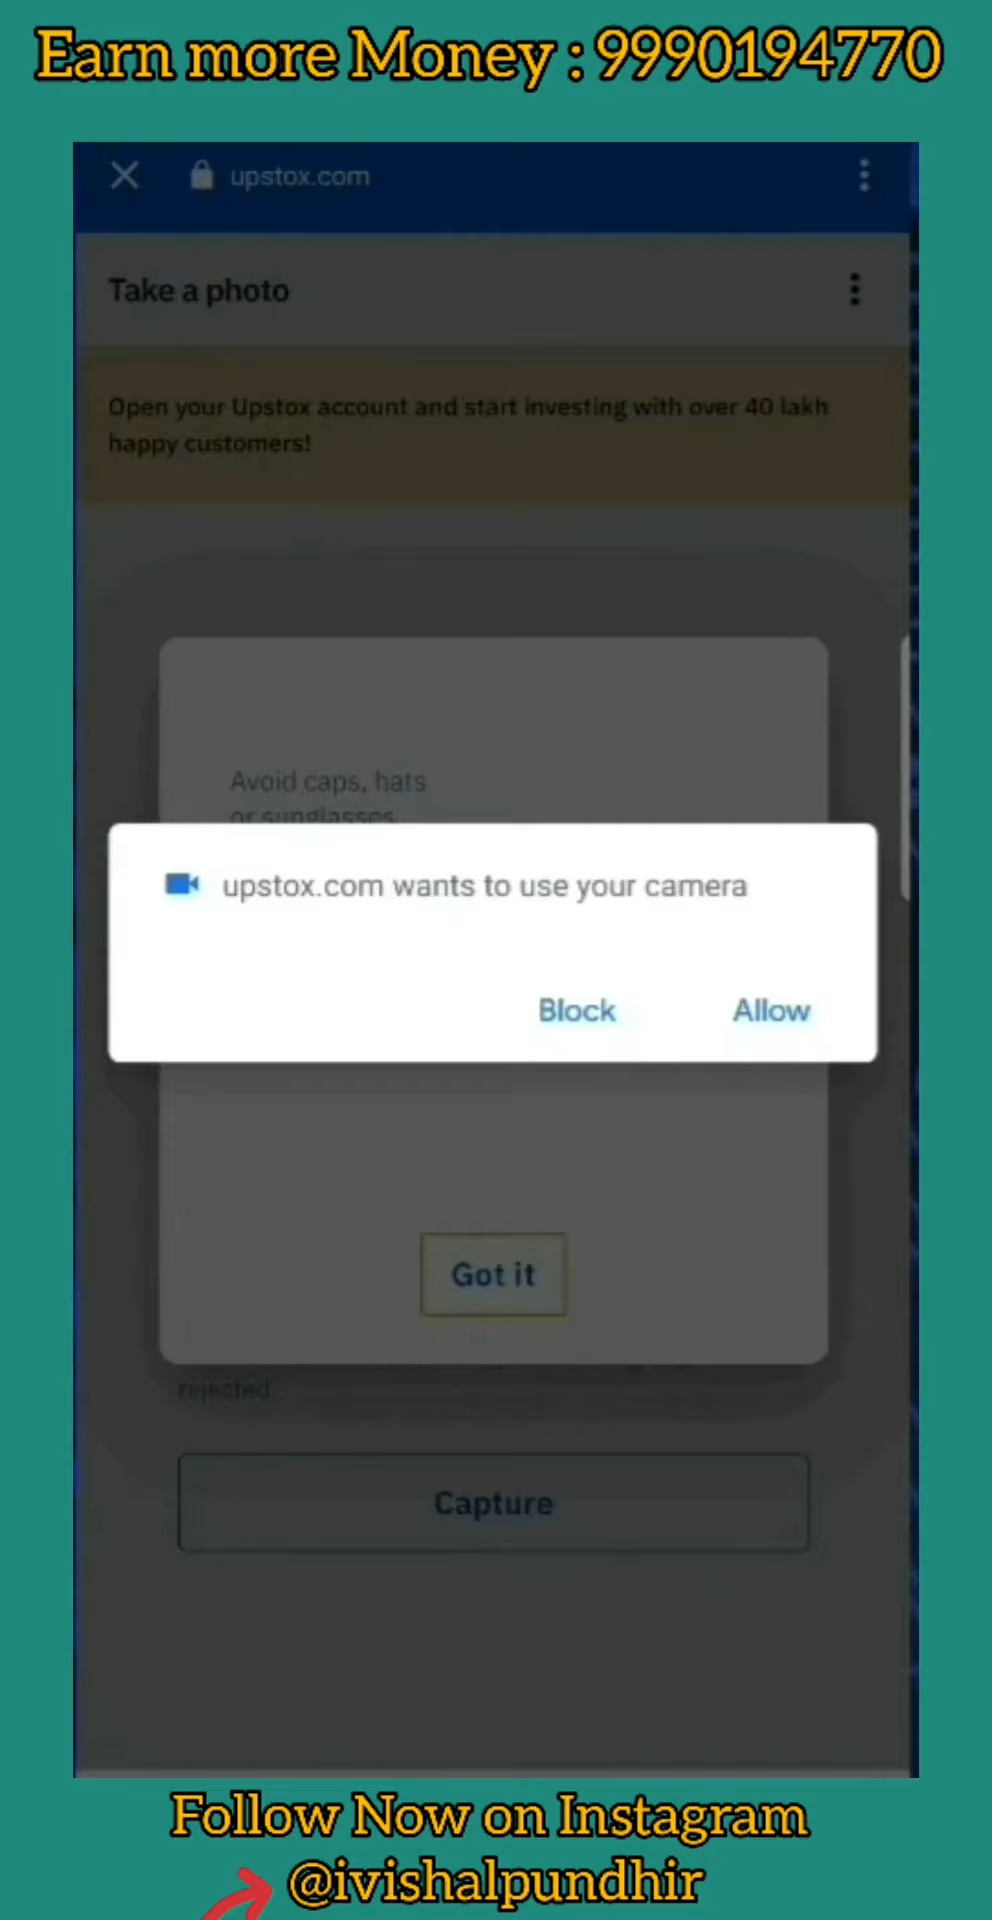 Earn more Money : 9990194770
upstox.com
Take a photo
Open your Upstox account and start investing with over 40 lakh
happy customers!
Avoid caps, hats
or sunglasses
upstox.com wants to use your camera
Block Allow
Got it
rejected
Capture
Follow Now on Instagram
@ivishalpundhir